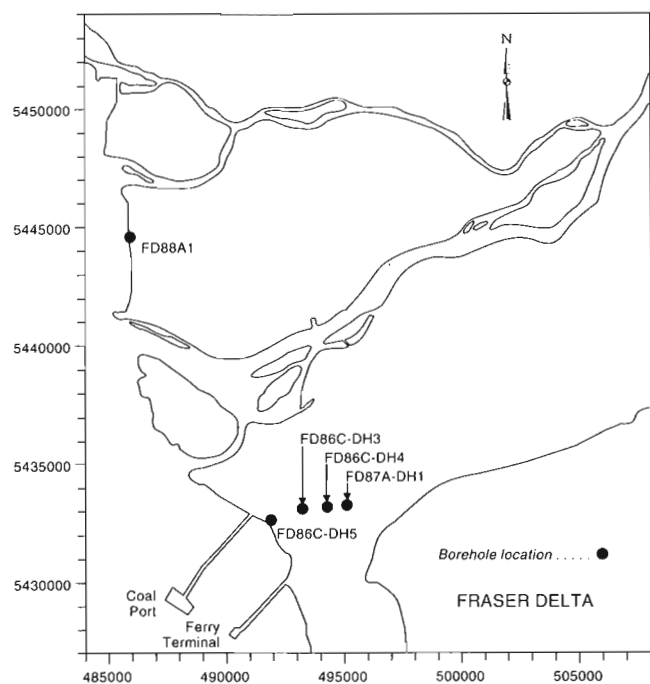 N
5450000
5445000
FD88A1
5440000
FD86C-DH3
FD86C-DH4
5435000
FD87A-DH1
FD86C-DH5
Borehole location .....
5430000
Coal
Port
FRASER DELTA
Ferry
Terminal
485000 490000 495000 500000 505000